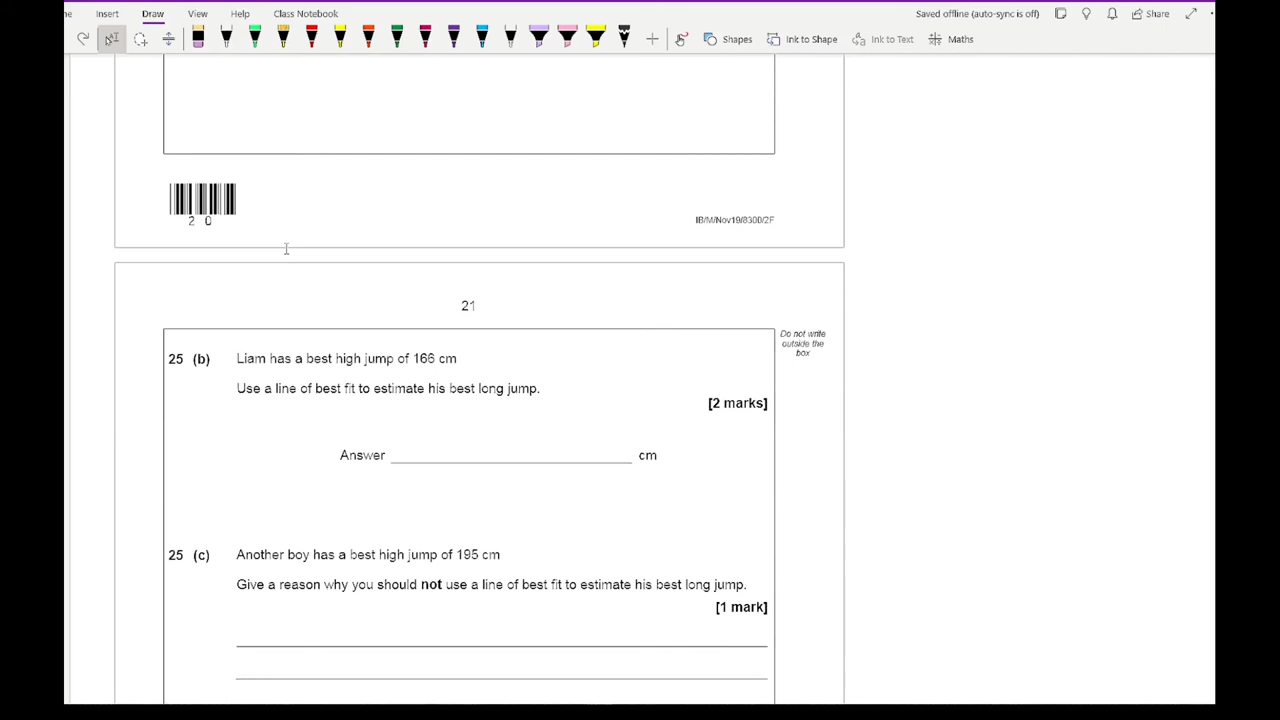 Insert Draw View Help Class Notebook Saved offline (auto-sync is off) Share
Shapes Ink to Shape Ink to Text Maths
2 0
IB/M/Nov19/8300/2F
21
Do not write
outside the
box
25 (b) Liam has a best high jump of 166 cm
Use a line of best fit to estimate his best long jump.
[2 marks]
Answer cm
25 (c) Another boy has a best high jump of 195 cm
Give a reason why you should not use a line of best fit to estimate his best long jump.
[1 mark]